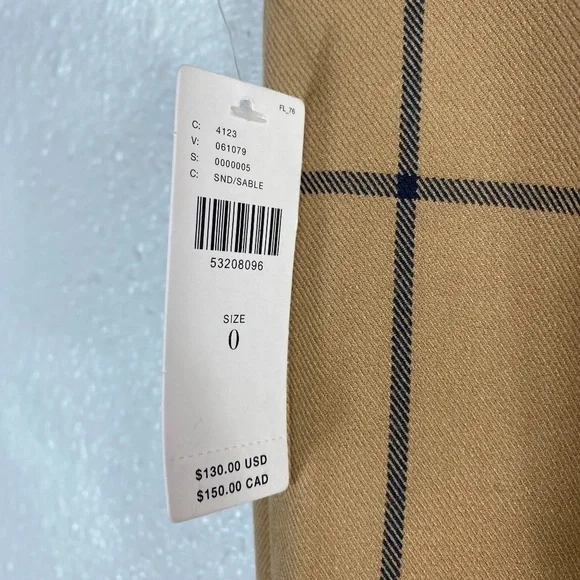 FL_76
C: 4123
V: 061079
S: 0000005
C: SND/SABLE
53208096
SIZE
0
$130.00 USD
$150.00 CAD